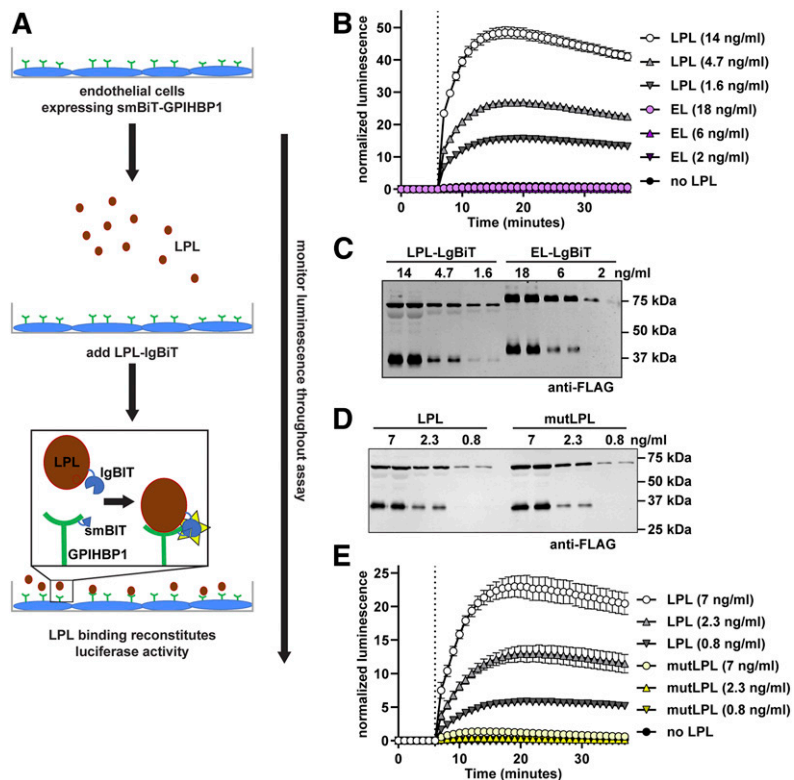 A
endothelial cells
expressing smBiT-GPIHBP1
LPL
add LPL-lgBiT
LPL
lgBIT
smBIT
GPIHBP1
LPL binding reconstitutes
luciferase activity
monitor luminescence throughout assay
B
normalized luminescence
50
40
30
20
10
0
0 10 20 30
Time (minutes)
LPL (14 ng/ml)
LPL (4.7 ng/ml)
LPL (1.6 ng/ml)
EL (18 ng/ml)
EL (6 ng/ml)
EL (2 ng/ml)
no LPL
C
LPL-LgBiT EL-LgBiT
14 4.7 1.6 18 6 2 ng/ml
75 kDa
50 kDa
37 kDa
anti-FLAG
D
LPL mutLPL
7 2.3 0.8 7 2.3 0.8 ng/ml
75 kDa
50 kDa
37 kDa
25 kDa
anti-FLAG
E
normalized luminescence
25
20
15
10
5
0
0 10 20 30
Time (minutes)
LPL (7 ng/ml)
LPL (2.3 ng/ml)
LPL (0.8 ng/ml)
mutLPL (7 ng/ml)
mutLPL (2.3 ng/ml)
mutLPL (0.8 ng/ml)
no LPL